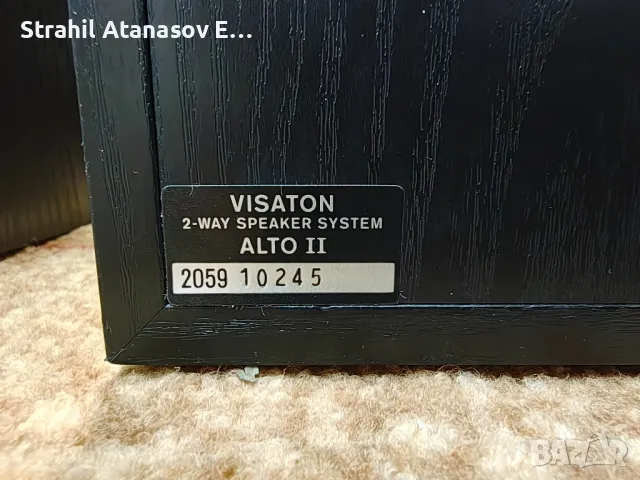 Strahil Atanasov E...
VISATON
2-WAY SPEAKER SYSTEM
ALTO II
2059 10245
BAZAR